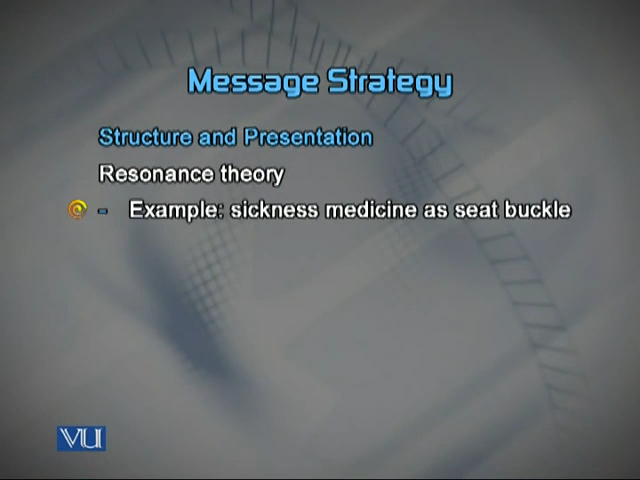 Message Strategy
Structure and Presentation
Resonance theory
- Example: sickness medicine as seat buckle
VU